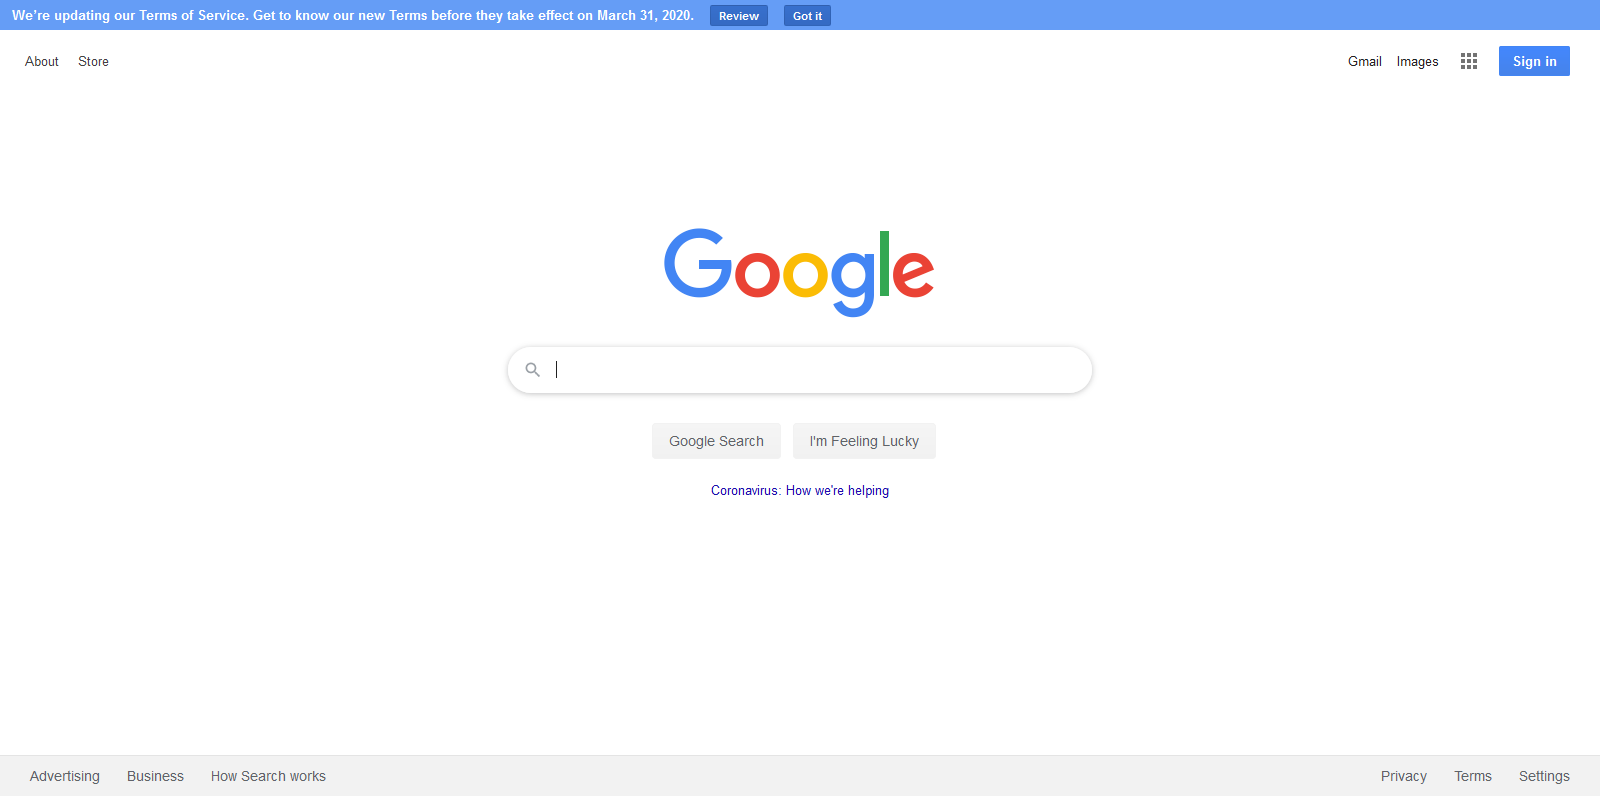 We're updating our Terms of Service. Get to know our new Terms before they take effect on March 31, 2020. Review Got it
About Store Gmail Images Sign in
Google
Google Search I'm Feeling Lucky
Coronavirus: How we're helping
Advertising Business How Search works Privacy Terms Settings